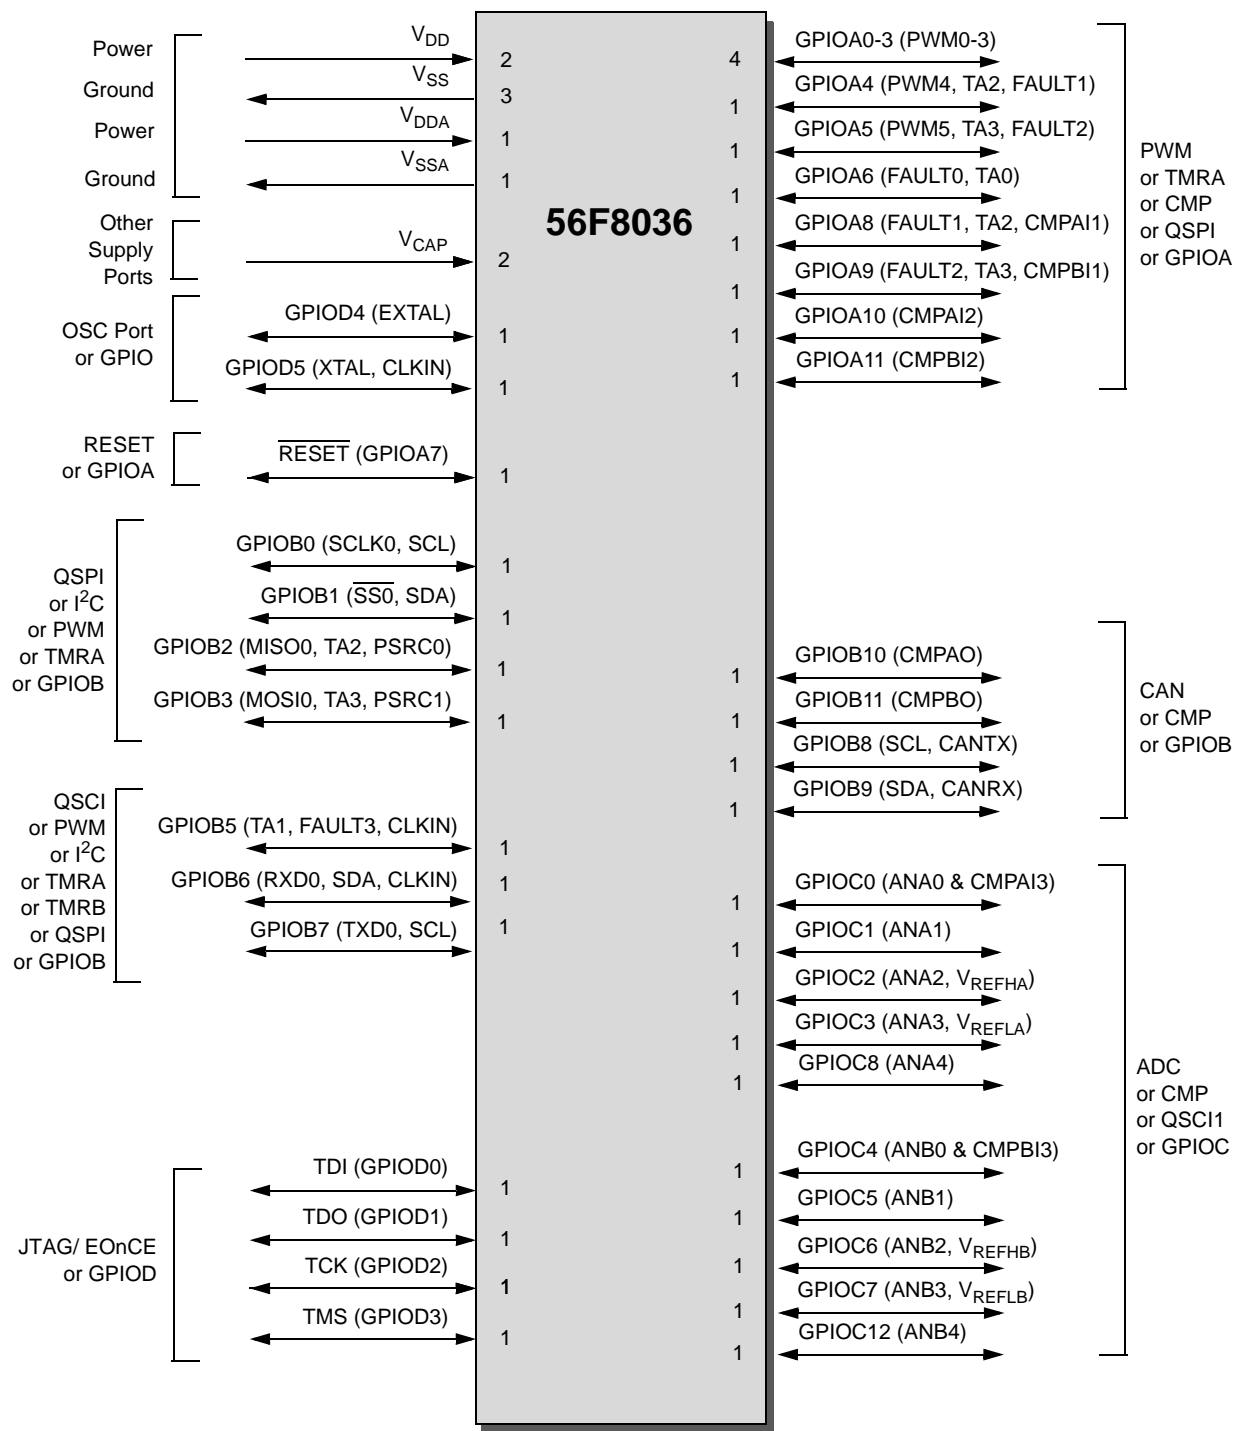 Power
V_DD
2
Ground
V_SS
3
Power
V_DDA
1
Ground
V_SSA
1
Other
Supply
Ports
V_CAP
2
OSC Port
or GPIO
GPIOD4 (EXTAL)
1
GPIOD5 (XTAL, CLKIN)
1
RESET
or GPIOA
RESET (GPIOA7)
1
QSPI
or I²C
or PWM
or TMRA
or GPIOB
GPIOB0 (SCLK0, SCL)
1
GPIOB1 (SS0, SDA)
1
GPIOB2 (MISO0, TA2, PSRC0)
1
GPIOB3 (MOSI0, TA3, PSRC1)
1
QSCI
or PWM
or I²C
or TMRA
or TMRB
or QSPI
or GPIOB
GPIOB5 (TA1, FAULT3, CLKIN)
1
GPIOB6 (RXD0, SDA, CLKIN)
1
GPIOB7 (TXD0, SCL)
1
JTAG/ EOnCE
or GPIOD
TDI (GPIOD0)
1
TDO (GPIOD1)
1
TCK (GPIOD2)
1
TMS (GPIOD3)
1
56F8036
4
GPIOA0-3 (PWM0-3)
1
GPIOA4 (PWM4, TA2, FAULT1)
1
GPIOA5 (PWM5, TA3, FAULT2)
1
GPIOA6 (FAULT0, TA0)
1
GPIOA8 (FAULT1, TA2, CMPAI1)
1
GPIOA9 (FAULT2, TA3, CMPBI1)
1
GPIOA10 (CMPAI2)
1
GPIOA11 (CMPBI2)
PWM
or TMRA
or CMP
or QSPI
or GPIOA
1
GPIOB10 (CMPAO)
1
GPIOB11 (CMPBO)
1
GPIOB8 (SCL, CANTX)
1
GPIOB9 (SDA, CANRX)
CAN
or CMP
or GPIOB
1
GPIOC0 (ANA0 & CMPAI3)
1
GPIOC1 (ANA1)
1
GPIOC2 (ANA2, V_REFHA)
1
GPIOC3 (ANA3, V_REFLA)
1
GPIOC8 (ANA4)
1
GPIOC4 (ANB0 & CMPBI3)
1
GPIOC5 (ANB1)
1
GPIOC6 (ANB2, V_REFHB)
1
GPIOC7 (ANB3, V_REFLB)
1
GPIOC12 (ANB4)
ADC
or CMP
or QSCI1
or GPIOC